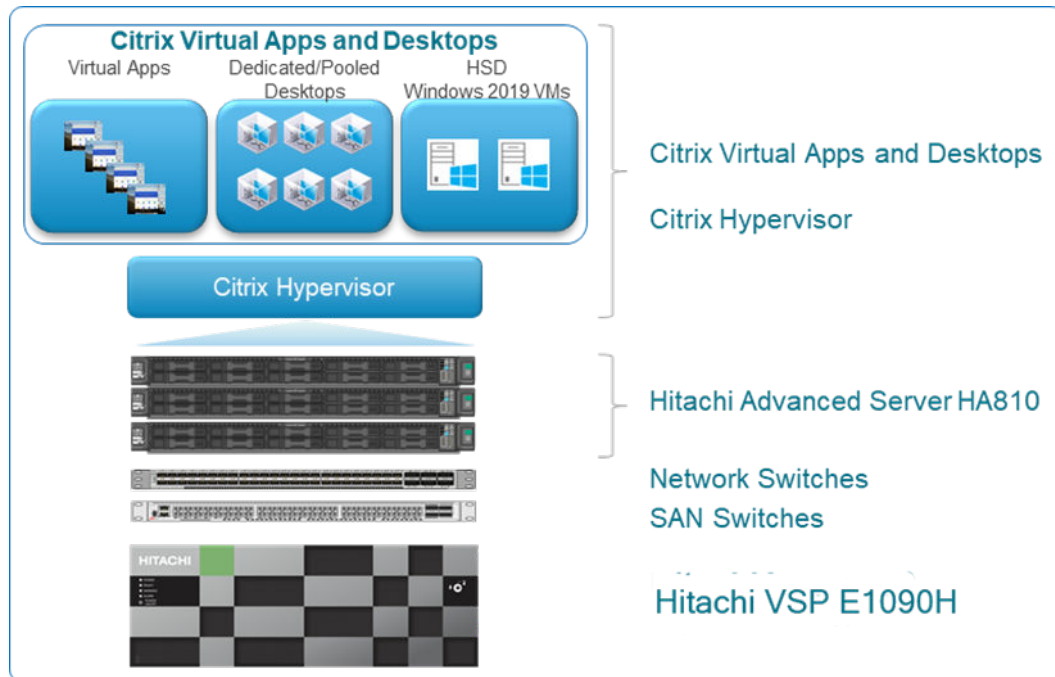 Citrix Virtual Apps and Desktops
Virtual Apps
Dedicated/Pooled
Desktops
HSD
Windows 2019 VMs
Citrix Hypervisor
Citrix Virtual Apps and Desktops
Citrix Hypervisor
Hitachi Advanced Server HA810
Network Switches
SAN Switches
HITACHI
Hitachi VSP E1090H